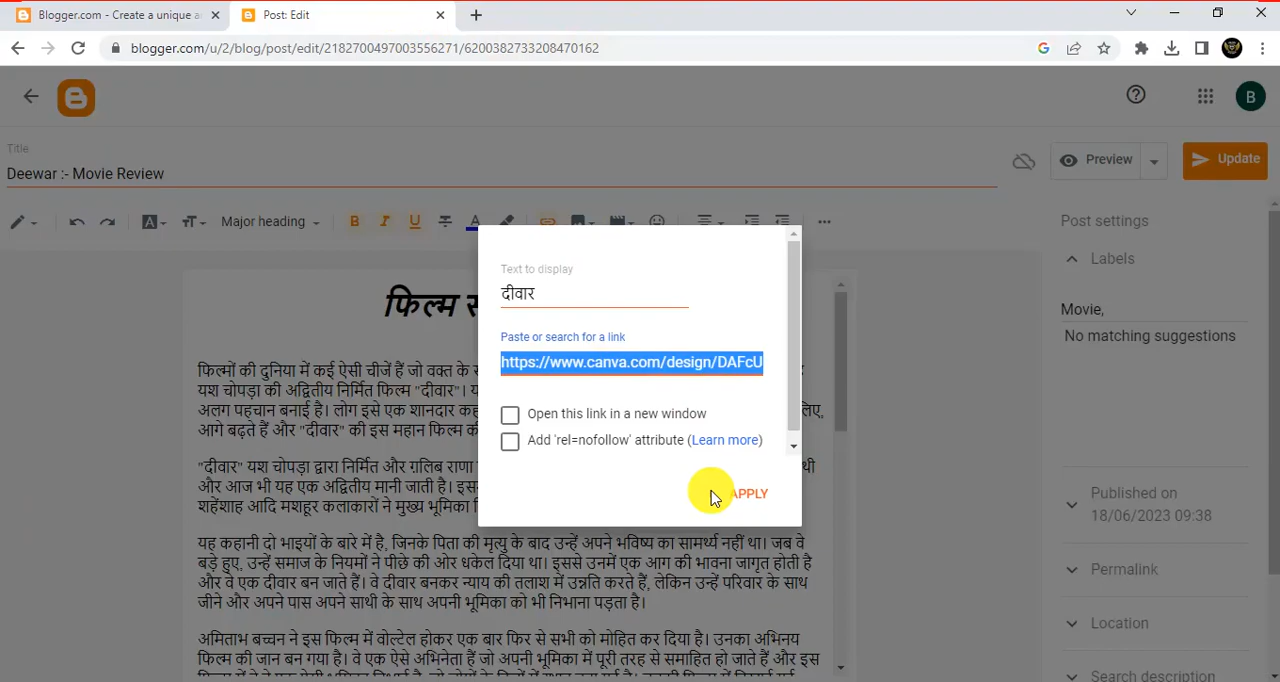 Blogger.com - Create a unique a
Post: Edit
blogger.com/u/2/blog/post/edit/2182700497003556271/6200382733208470162
B
Title
Deewar :- Movie Review
Preview
Update
Major heading
B I U
Post settings
Labels
Movie,
No matching suggestions
Published on
18/06/2023 09:38
Permalink
Location
Search description
Text to display
दीवार
Paste or search for a link
https://www.canva.com/design/DAFcU
Open this link in a new window
Add 'rel=nofollow' attribute (Learn more)
APPLY
फिल्म
फिल्मों की दुनिया में कई ऐसी चीजें हैं जो वक्त के
यश चोपड़ा की अद्वितीय निर्मित फिल्म "दीवार"।
अलग पहचान बनाई है। लोग इसे एक शानदार
आगे बढ़ते हैं और "दीवार" की इस महान फिल्म
"दीवार" यश चोपड़ा द्वारा निर्मित और ग़लिब राणा
और आज भी यह एक अद्वितीय मानी जाती है।
शहेंशाह आदि मशहूर कलाकारों ने मुख्य भूमिका
यह कहानी दो भाइयों के बारे में है, जिनके पिता की मृत्यु के बाद उन्हें अपने भविष्य का सामर्थ्य नहीं था। जब वे
बड़े हुए, उन्हें समाज के नियमों ने पीछे की ओर धकेल दिया था। इससे उनमें एक आग की भावना जागृत होती है
और वे एक दीवार बन जाते हैं। वे दीवार बनकर न्याय की तलाश में उन्नति करते हैं, लेकिन उन्हें परिवार के साथ
जीने और अपने पास अपने साथी के साथ अपनी भूमिका को भी निभाना पड़ता है।
अमिताभ बच्चन ने इस फिल्म में वोल्टेल होकर एक बार फिर से सभी को मोहित कर दिया है। उनका अभिनय
फिल्म की जान बन गया है। वे एक ऐसे अभिनेता हैं जो अपनी भूमिका में पूरी तरह से समाहित हो जाते हैं और इस